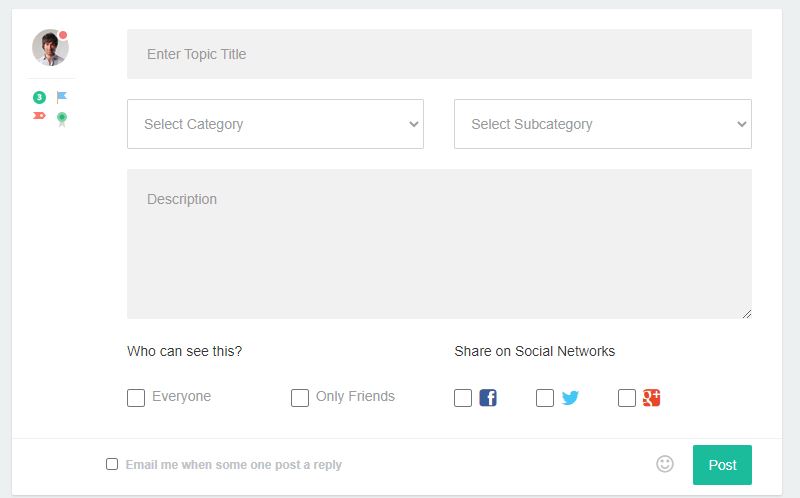 Enter Topic Title
3
Select Category Select Subcategory
Description
Who can see this? Share on Social Networks
Everyone Only Friends f g+
Email me when some one post a reply Post